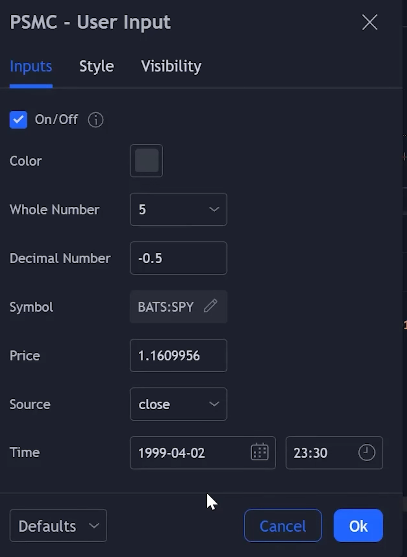 PSMC - User Input
Inputs Style Visibility
On/Off
Color
Whole Number 5
Decimal Number -0.5
Symbol BATS:SPY
Price 1.1609956
Source close
Time 1999-04-02 23:30
Defaults Cancel Ok